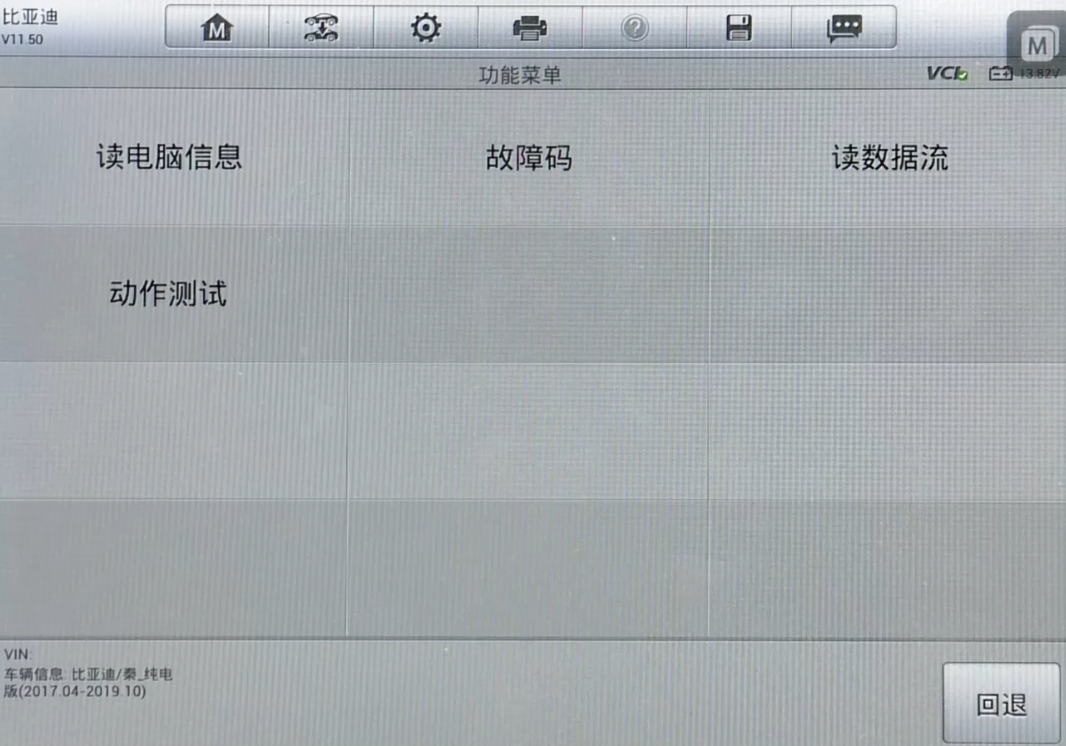 比亚迪
V11.50
M
?
M
功能菜单
VCI
13.82V
读电脑信息
故障码
读数据流
动作测试
VIN:
车辆信息: 比亚迪/秦_纯电
版(2017.04-2019.10)
回退